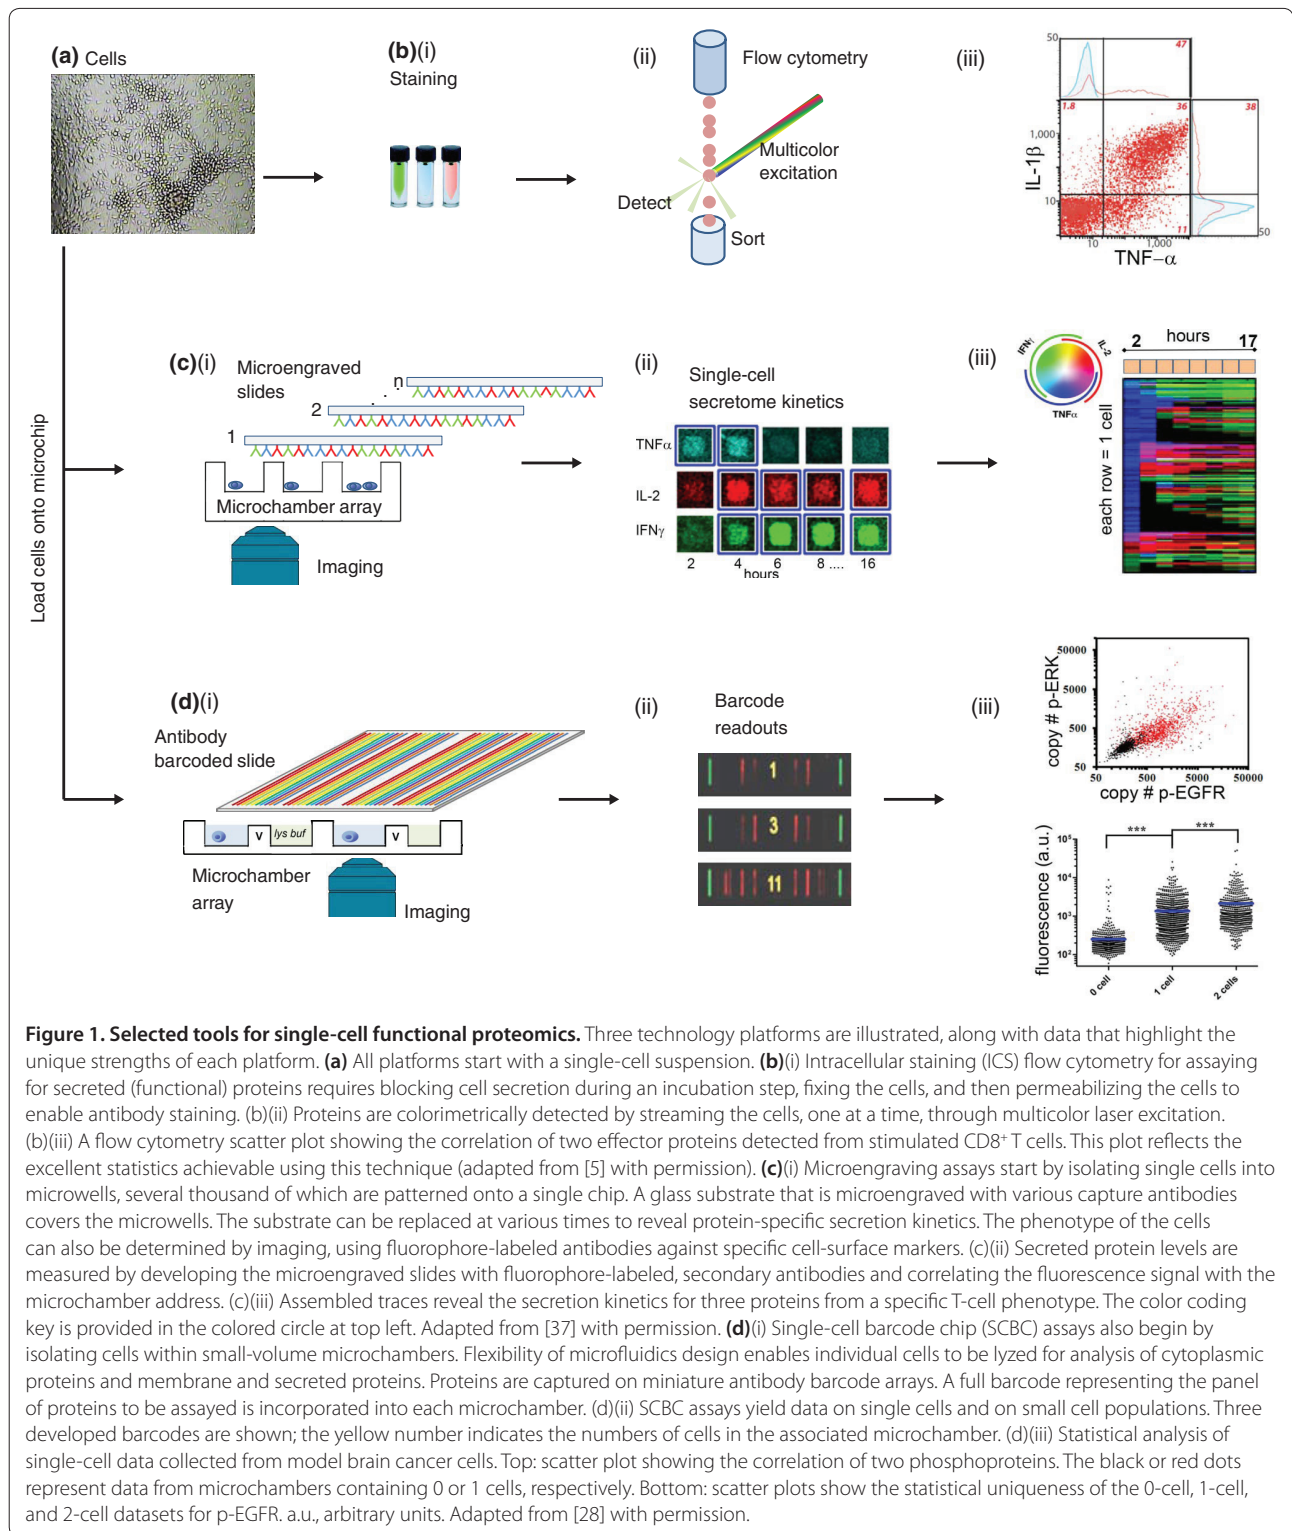 (a) Cells
(b)(i)
Staining
(ii)
Flow cytometry
Multicolor
excitation
Detect
Sort
(iii)
50
47
1.8
36
38
1,000
10
11
50
10
1,000
IL-1β
TNF–α
Load cells onto microchip
(c)(i)
Microengraved
slides
n
. . .
2
1
Microchamber array
Imaging
(ii)
Single-cell
secretome kinetics
TNFα
IL-2
IFNγ
2 4 6 8 .... 16
hours
(iii)
IFNγ
IL-2
TNFα
hours
2 17
each row = 1 cell
(d)(i)
Antibody
barcoded slide
V lys buf V
Microchamber
array
Imaging
(ii)
Barcode
readouts
1
3
11
(iii)
copy # p-ERK
50000
5000
500
50
50 500 5000 50000
copy # p-EGFR
fluorescence (a.u.)
*** ***
10⁵
10⁴
10³
10²
0 cell
1 cell
2 cells
Figure 1. Selected tools for single-cell functional proteomics. Three technology platforms are illustrated, along with data that highlight the
unique strengths of each platform. (a) All platforms start with a single-cell suspension. (b)(i) Intracellular staining (ICS) flow cytometry for assaying
for secreted (functional) proteins requires blocking cell secretion during an incubation step, fixing the cells, and then permeabilizing the cells to
enable antibody staining. (b)(ii) Proteins are colorimetrically detected by streaming the cells, one at a time, through multicolor laser excitation.
(b)(iii) A flow cytometry scatter plot showing the correlation of two effector proteins detected from stimulated CD8⁺ T cells. This plot reflects the
excellent statistics achievable using this technique (adapted from [5] with permission). (c)(i) Microengraving assays start by isolating single cells into
microwells, several thousand of which are patterned onto a single chip. A glass substrate that is microengraved with various capture antibodies
covers the microwells. The substrate can be replaced at various times to reveal protein-specific secretion kinetics. The phenotype of the cells
can also be determined by imaging, using fluorophore-labeled antibodies against specific cell-surface markers. (c)(ii) Secreted protein levels are
measured by developing the microengraved slides with fluorophore-labeled, secondary antibodies and correlating the fluorescence signal with the
microchamber address. (c)(iii) Assembled traces reveal the secretion kinetics for three proteins from a specific T-cell phenotype. The color coding
key is provided in the colored circle at top left. Adapted from [37] with permission. (d)(i) Single-cell barcode chip (SCBC) assays also begin by
isolating cells within small-volume microchambers. Flexibility of microfluidics design enables individual cells to be lyzed for analysis of cytoplasmic
proteins and membrane and secreted proteins. Proteins are captured on miniature antibody barcode arrays. A full barcode representing the panel
of proteins to be assayed is incorporated into each microchamber. (d)(ii) SCBC assays yield data on single cells and on small cell populations. Three
developed barcodes are shown; the yellow number indicates the numbers of cells in the associated microchamber. (d)(iii) Statistical analysis of
single-cell data collected from model brain cancer cells. Top: scatter plot showing the correlation of two phosphoproteins. The black or red dots
represent data from microchambers containing 0 or 1 cells, respectively. Bottom: scatter plots show the statistical uniqueness of the 0-cell, 1-cell,
and 2-cell datasets for p-EGFR. a.u., arbitrary units. Adapted from [28] with permission.